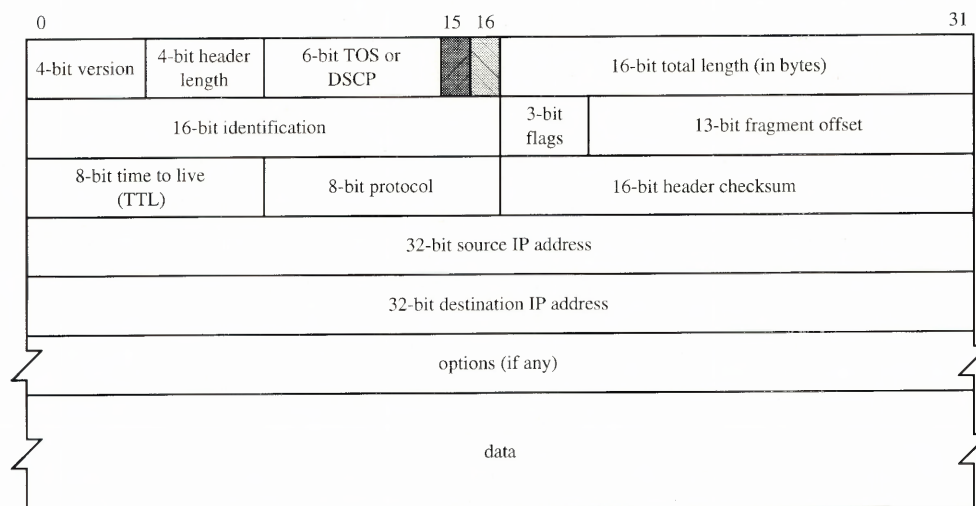 0 15 16 31
4-bit version 4-bit header length 6-bit TOS or DSCP 16-bit total length (in bytes)
16-bit identification 3-bit flags 13-bit fragment offset
8-bit time to live (TTL) 8-bit protocol 16-bit header checksum
32-bit source IP address
32-bit destination IP address
options (if any)
data